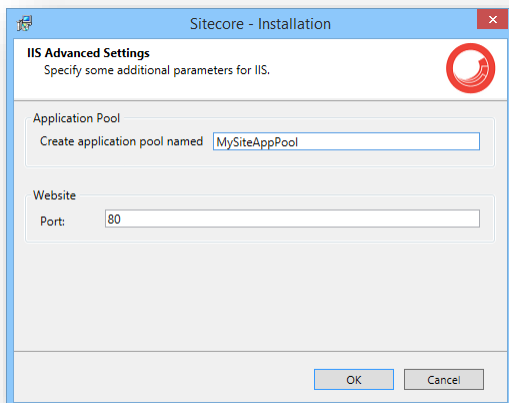 Sitecore - Installation
IIS Advanced Settings
Specify some additional parameters for IIS.
Application Pool
Create application pool named MySiteAppPool
Website
Port: 80
OK Cancel